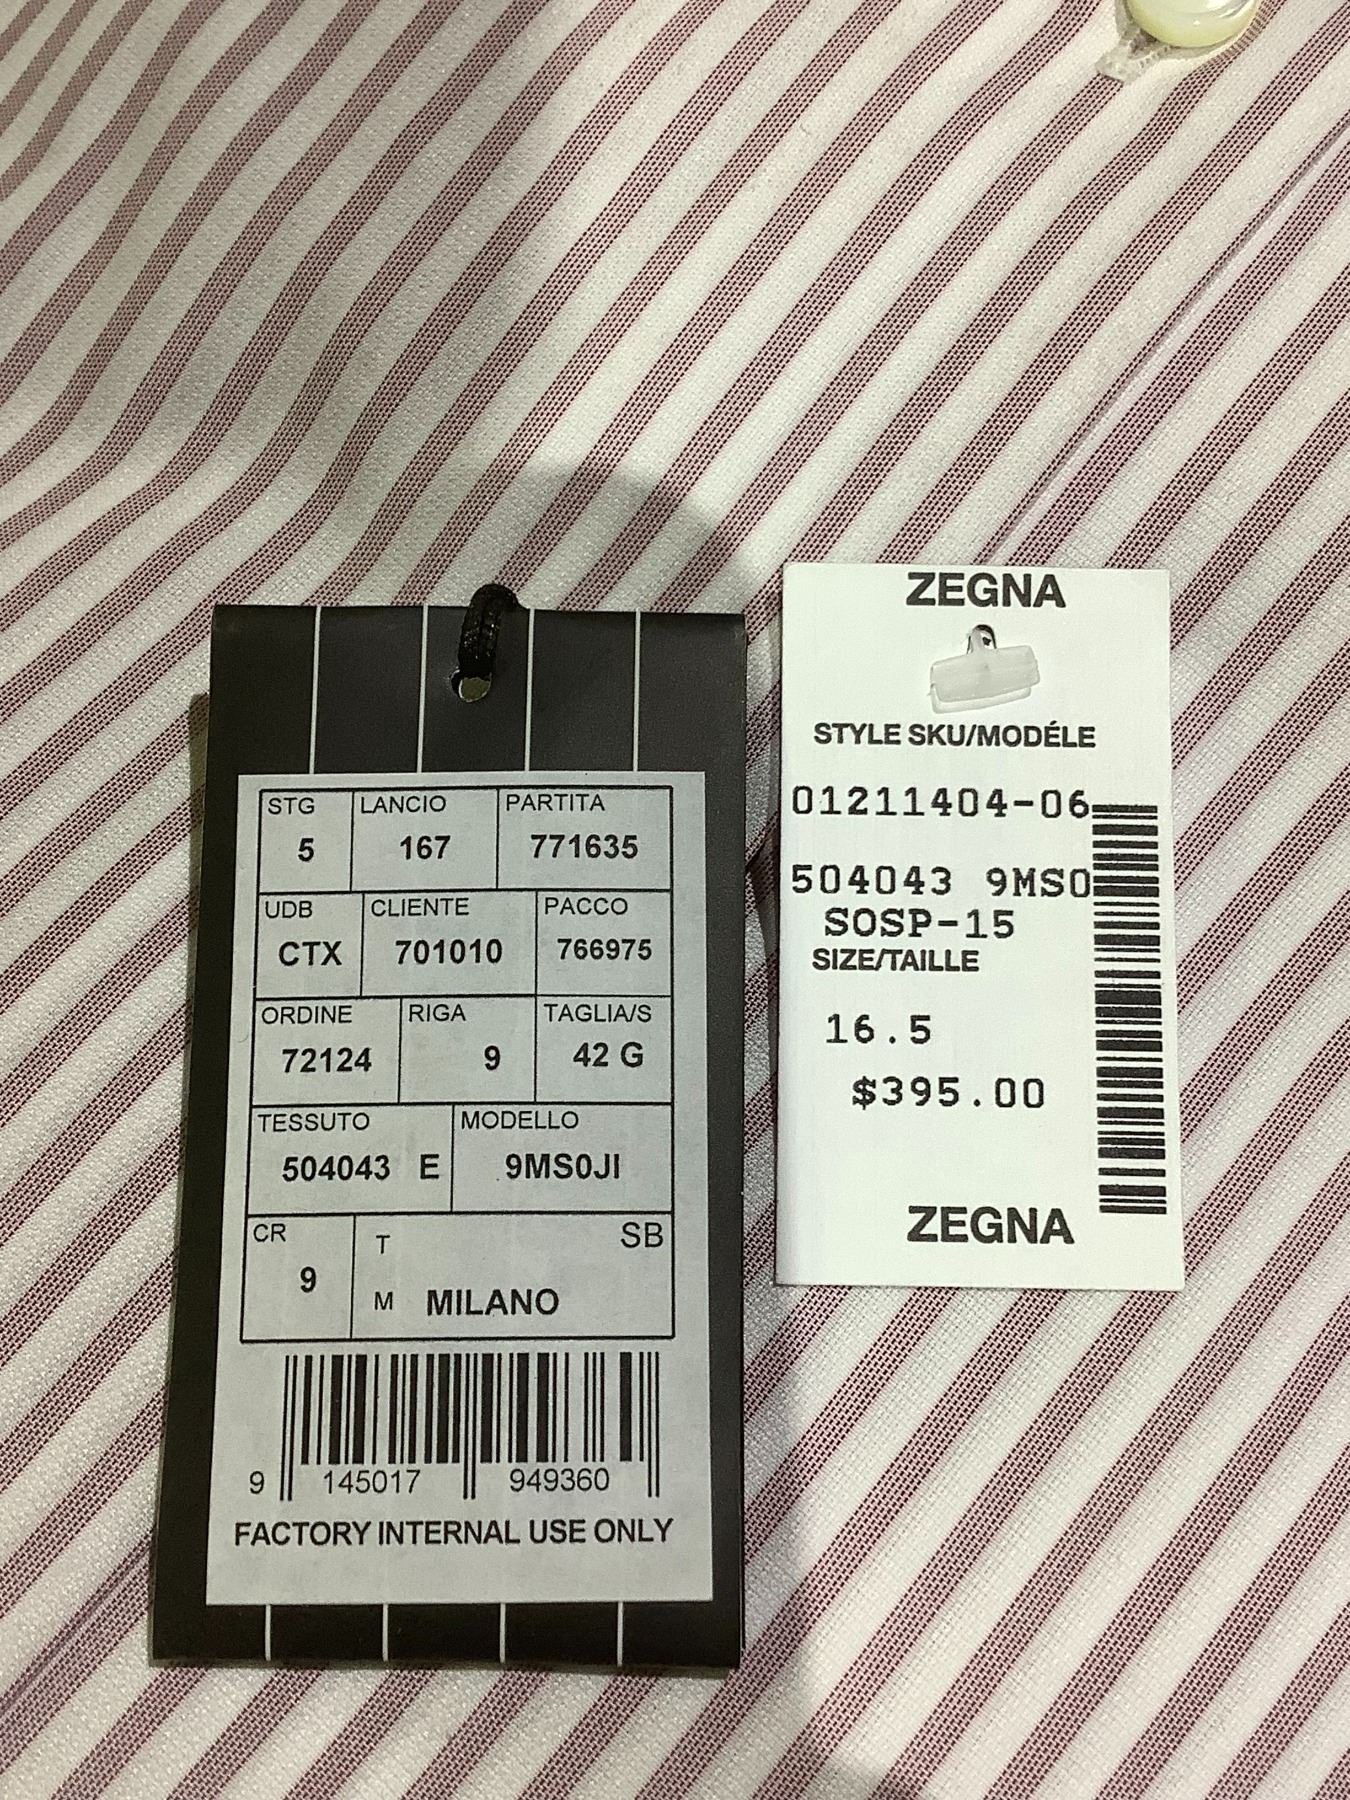 STG LANCIO PARTITA
5 167 771635
UDB CLIENTE PACCO
CTX 701010 766975
ORDINE RIGA TAGLIA/S
72124 9 42 G
TESSUTO MODELLO
504043 E 9MS0JI
CR T SB
9 M MILANO
9 145017 949360
FACTORY INTERNAL USE ONLY
ZEGNA
STYLE SKU/MODÉLE
01211404-06
504043 9MS0
SOSP-15
SIZE/TAILLE
16.5
$395.00
ZEGNA